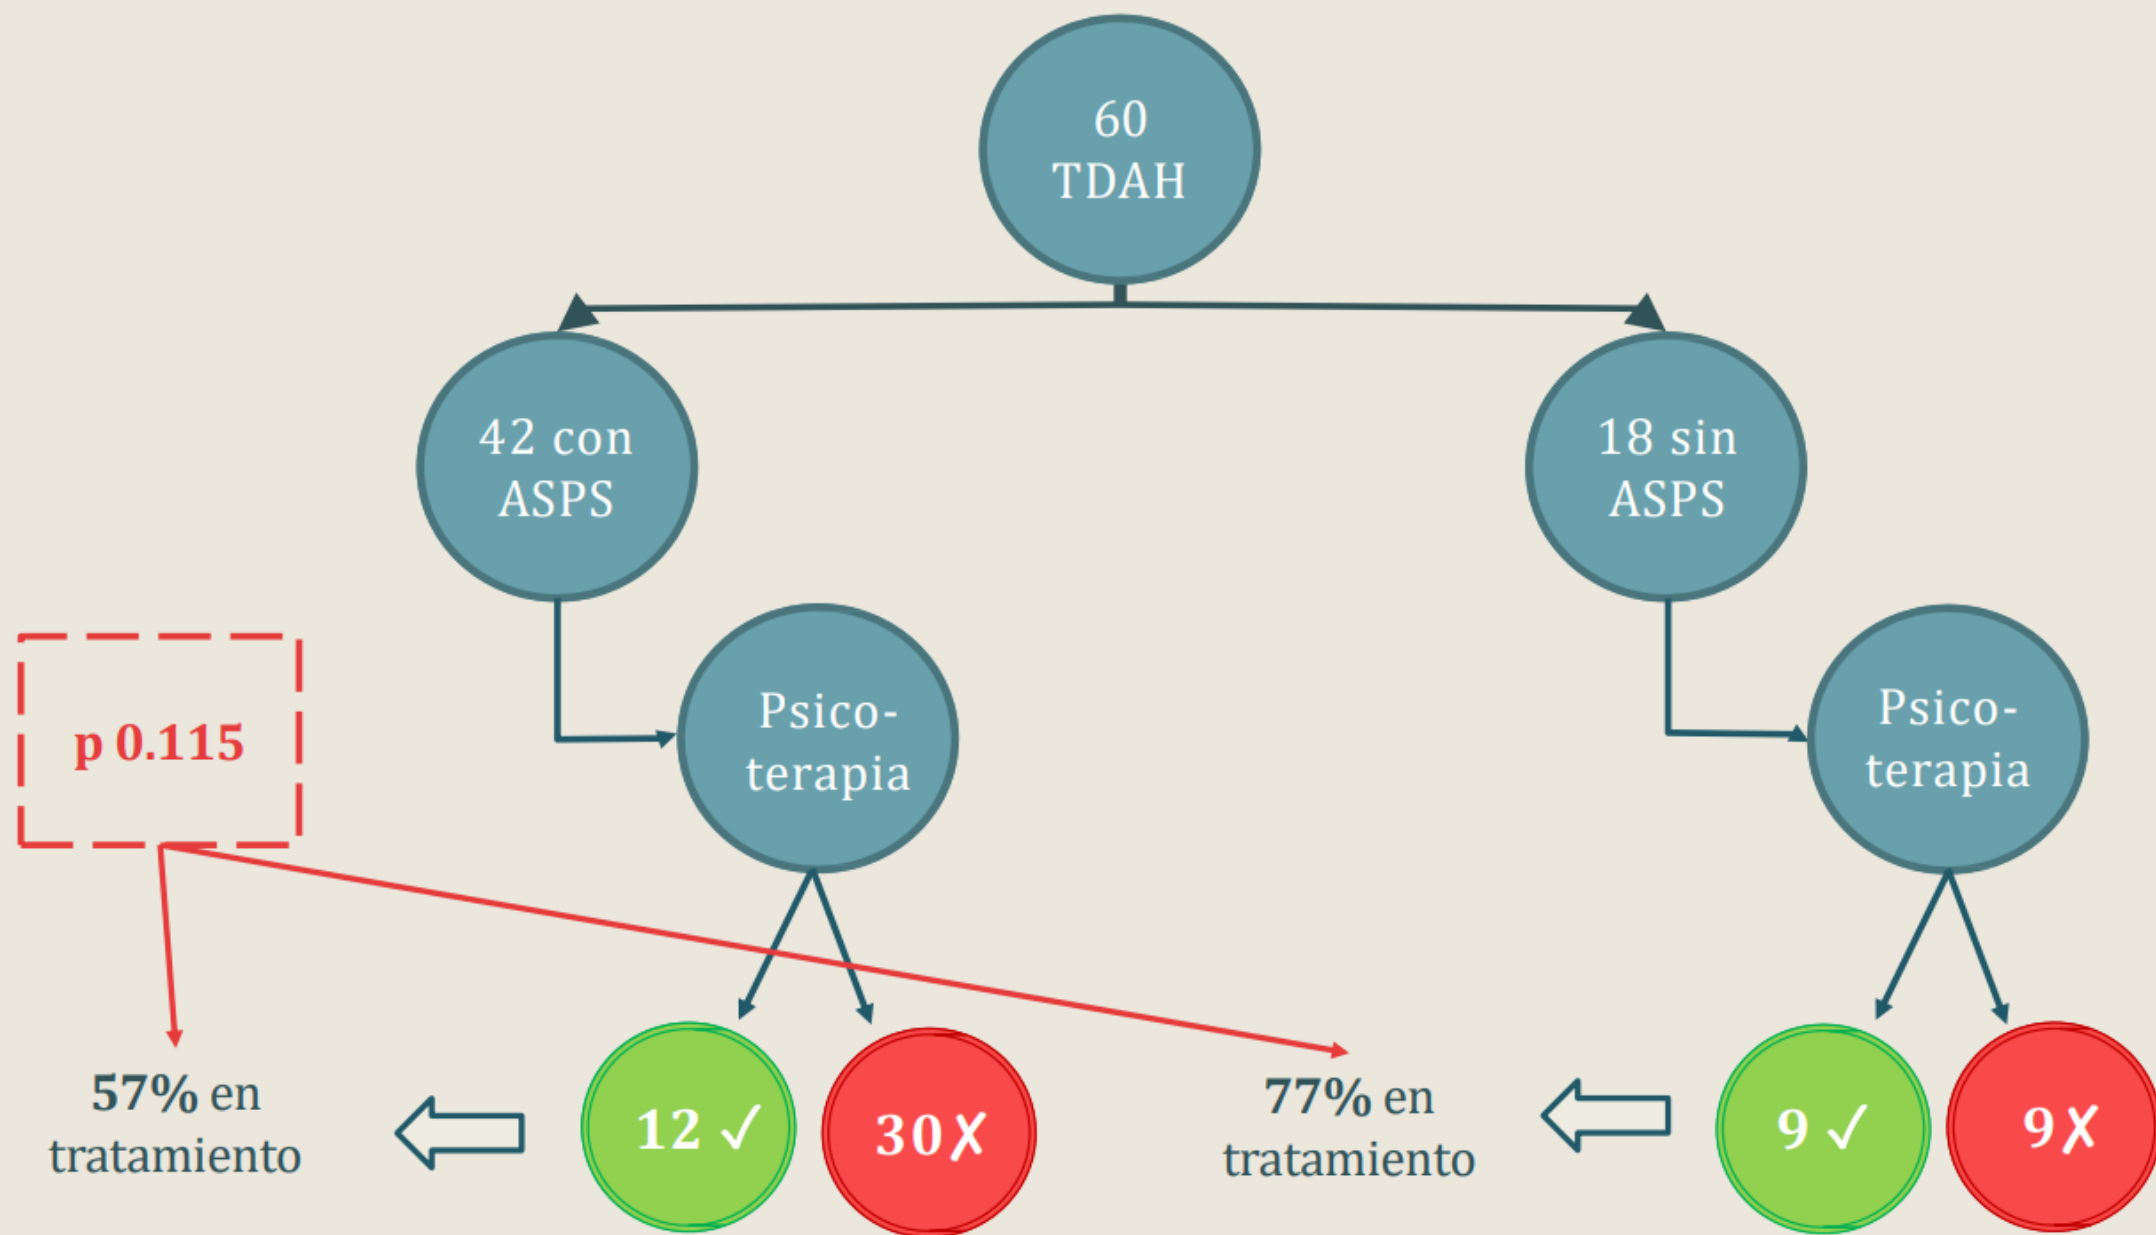 60
TDAH
42 con
ASPS
18 sin
ASPS
Psico-
terapia
Psico-
terapia
p 0.115
57% en
tratamiento
12 ✓
30✗
77% en
tratamiento
9 ✓
9✗